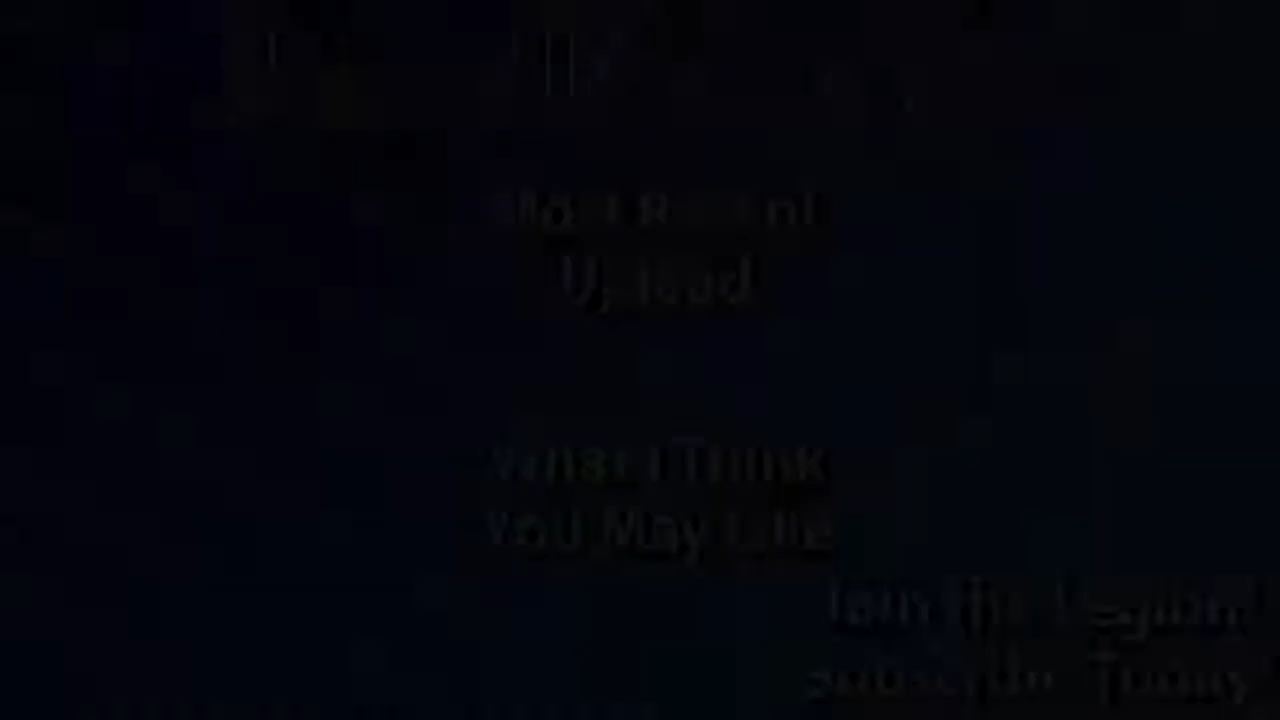 Most Recent
Upload
What I Think
You May Like
Join the Legion!
Subscribe Today